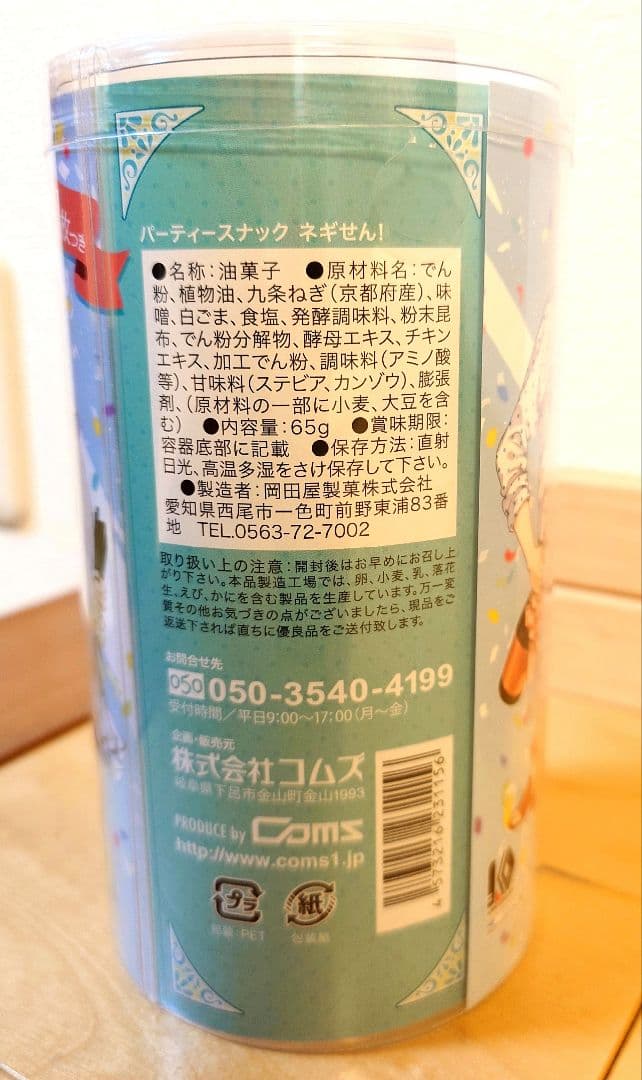 枚つき
パーティースナック ネギせん!
●名称:油菓子 ●原材料名:でん
粉、植物油、九条ねぎ(京都府産)、味
噌、白ごま、食塩、発酵調味料、粉末昆
布、でん粉分解物、酵母エキス、チキン
エキス、加工でん粉、調味料(アミノ酸
等)、甘味料(ステビア、カンゾウ)、膨張
剤、(原材料の一部に小麦、大豆を含
む) ●内容量:65g ●賞味期限:
容器底部に記載 ●保存方法:直射
日光、高温多湿をさけ保存して下さい。
●製造者:岡田屋製菓株式会社
愛知県西尾市一色町前野東浦83番
地 TEL.0563-72-7002
取り扱い上の注意:開封後はお早めにお召し上
がり下さい。本品製造工場では、卵、小麦、乳、落花
生、えび、かにを含む製品を生産しています。万一変
質その他お気づきの点がございましたら、現品をご
返送下されば直ちに優良品をご送付致します。
お問合せ先
050 050-3540-4199
受付時間/平日9:00~17:00(月~金)
企画・販売元
株式会社コムズ
岐阜県下呂市金山町金山1993
PRODUCE by Coms
http://www.coms1.jp
4573216231156
プラ 紙
容器:PET 包装紙